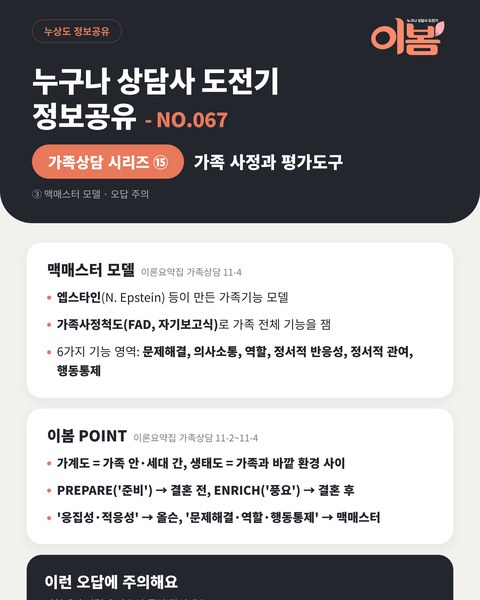 누상도 정보공유
누구나 상담사 도전기
이봄
누구나 상담사 도전기
정보공유 - NO.067
가족상담 시리즈 ⑮ 가족 사정과 평가도구
③ 맥매스터 모델 · 오답 주의
맥매스터 모델 이론요약집 가족상담 11-4
• 엡스타인(N. Epstein) 등이 만든 가족기능 모델
• 가족사정척도(FAD, 자기보고식)로 가족 전체 기능을 잼
• 6가지 기능 영역: 문제해결, 의사소통, 역할, 정서적 반응성, 정서적 관여,
행동통제
이봄 POINT 이론요약집 가족상담 11-2~11-4
• 가계도 = 가족 안·세대 간, 생태도 = 가족과 바깥 환경 사이
• PREPARE('준비') → 결혼 전, ENRICH('풍요') → 결혼 후
• '응집성·적응성' → 올슨, '문제해결·역할·행동통제' → 맥매스터
이런 오답에 주의해요